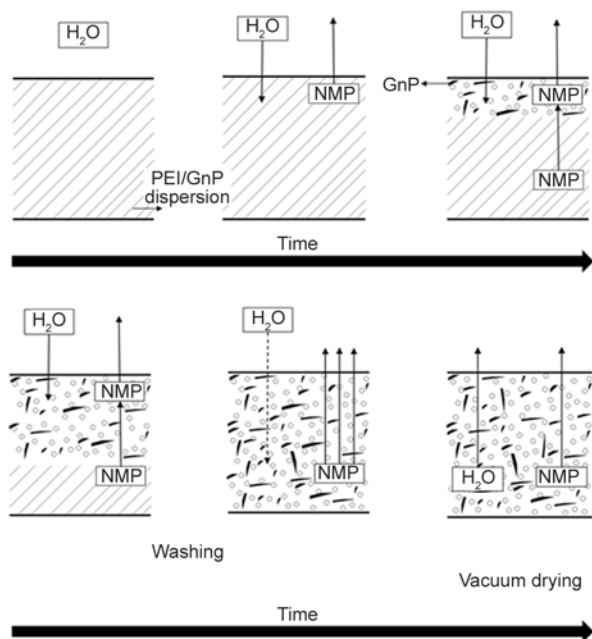 H₂O
PEI/GnP
dispersion
H₂O
NMP
H₂O
GnP
NMP
NMP
Time
H₂O
NMP
NMP
Washing
H₂O
NMP
H₂O
NMP
Vacuum drying
Time